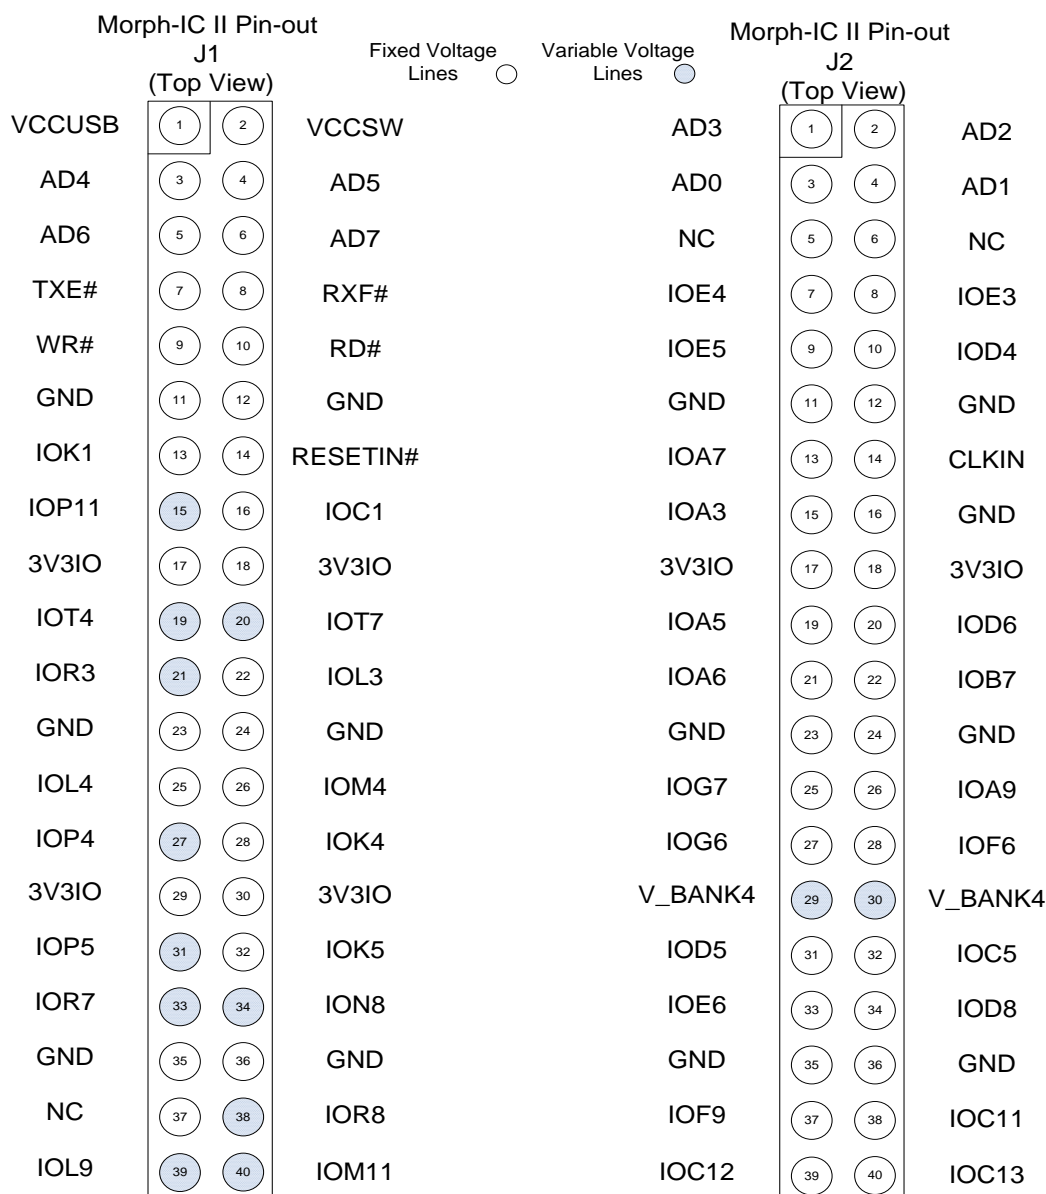 Morph-IC II Pin-out
J1
(Top View)
Fixed Voltage
Lines
Variable Voltage
Lines
Morph-IC II Pin-out
J2
(Top View)
VCCUSB 1 2 VCCSW AD3 1 2 AD2
AD4 3 4 AD5 AD0 3 4 AD1
AD6 5 6 AD7 NC 5 6 NC
TXE# 7 8 RXF# IOE4 7 8 IOE3
WR# 9 10 RD# IOE5 9 10 IOD4
GND 11 12 GND GND 11 12 GND
IOK1 13 14 RESETIN# IOA7 13 14 CLKIN
IOP11 15 16 IOC1 IOA3 15 16 GND
3V3IO 17 18 3V3IO 3V3IO 17 18 3V3IO
IOT4 19 20 IOT7 IOA5 19 20 IOD6
IOR3 21 22 IOL3 IOA6 21 22 IOB7
GND 23 24 GND GND 23 24 GND
IOL4 25 26 IOM4 IOG7 25 26 IOA9
IOP4 27 28 IOK4 IOG6 27 28 IOF6
3V3IO 29 30 3V3IO V_BANK4 29 30 V_BANK4
IOP5 31 32 IOK5 IOD5 31 32 IOC5
IOR7 33 34 ION8 IOE6 33 34 IOD8
GND 35 36 GND GND 35 36 GND
NC 37 38 IOR8 IOF9 37 38 IOC11
IOL9 39 40 IOM11 IOC12 39 40 IOC13